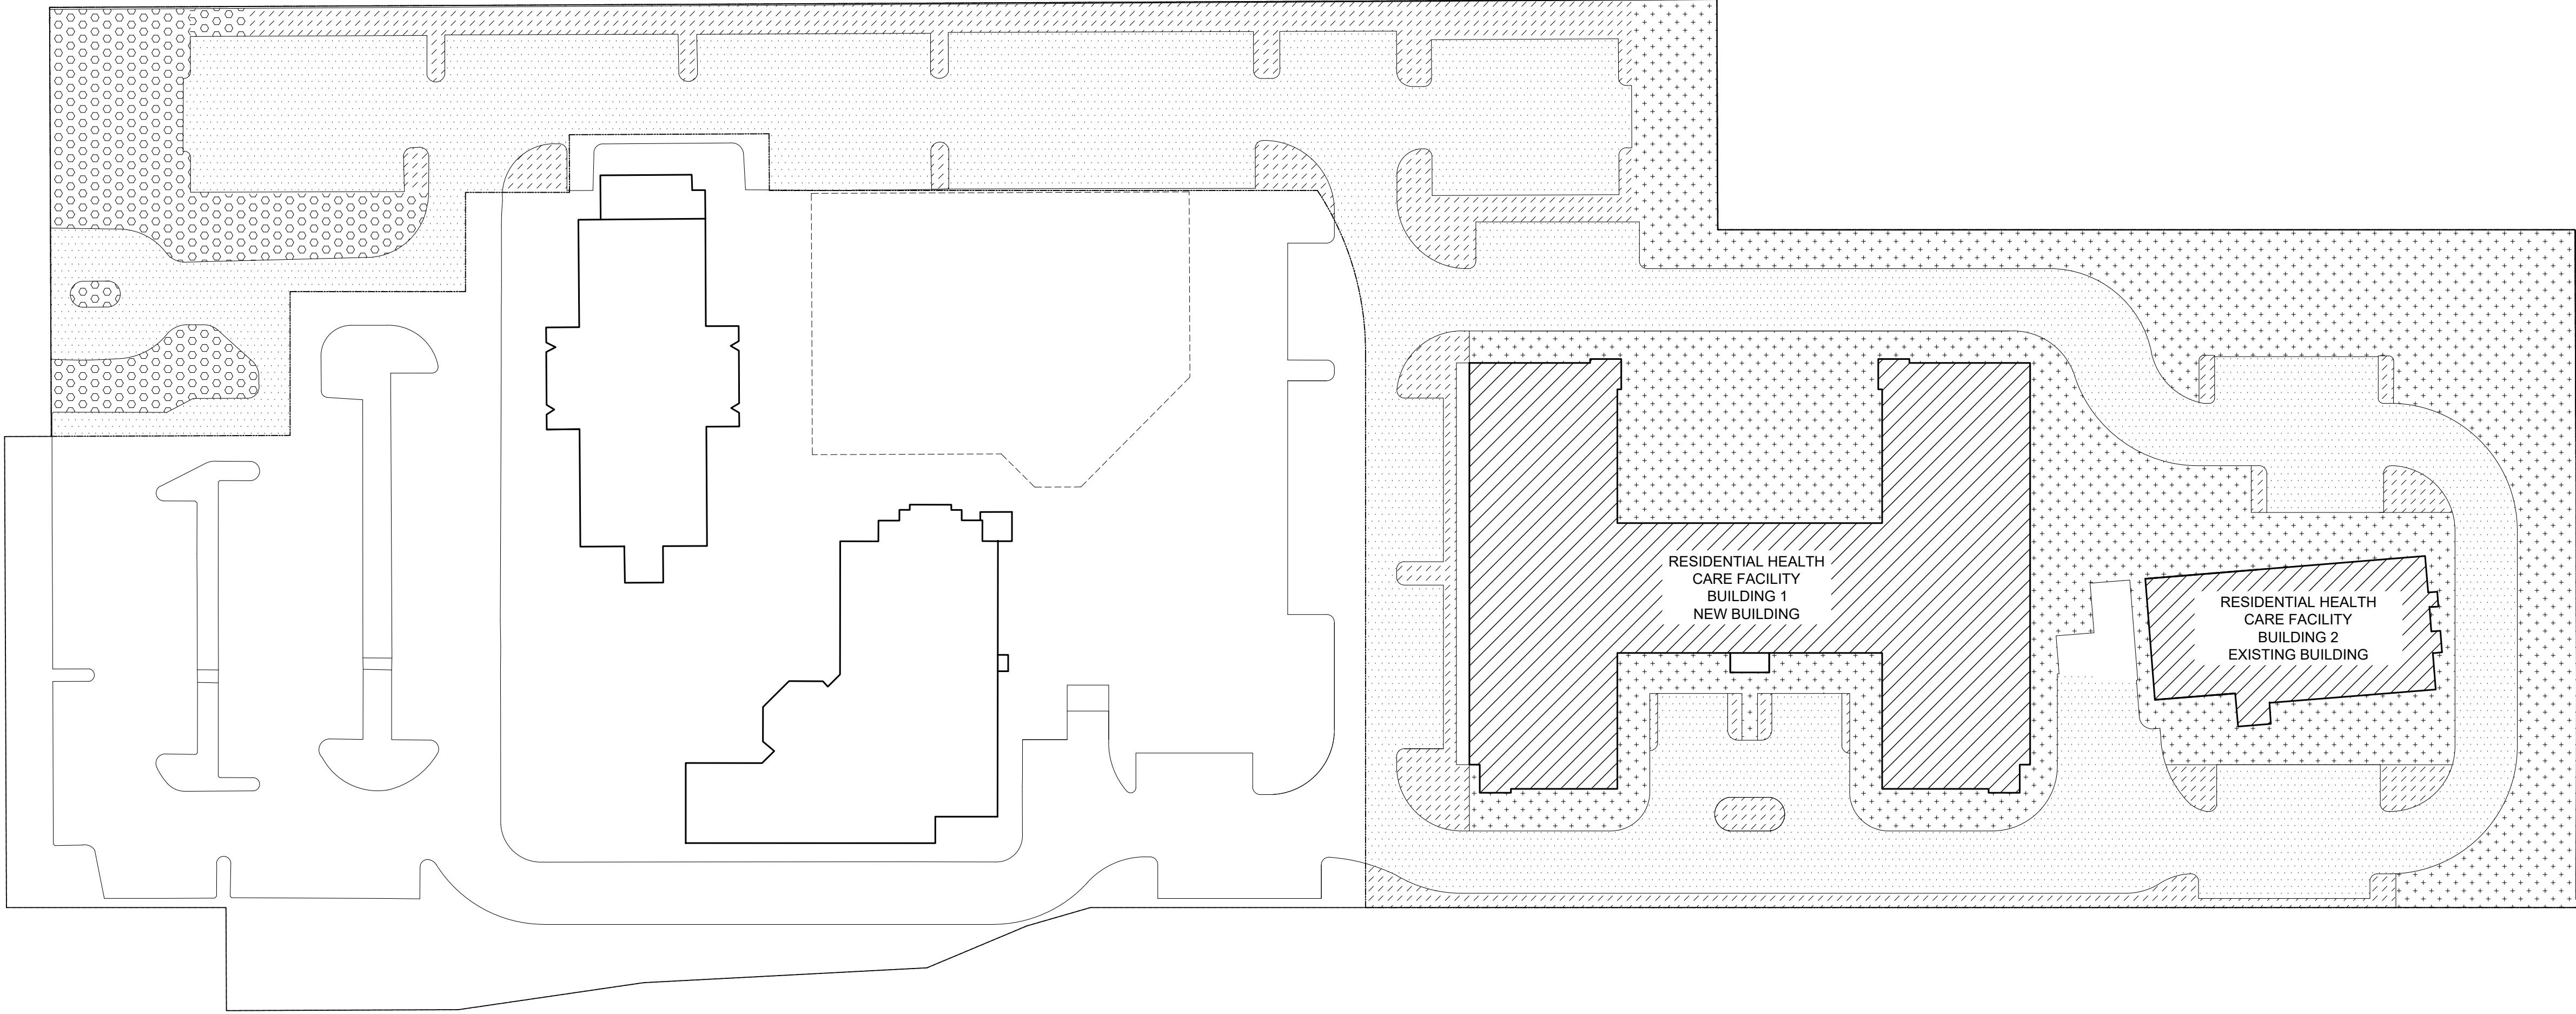 RESIDENTIAL HEALTH
CARE FACILITY
BUILDING 1
NEW BUILDING
RESIDENTIAL HEALTH
CARE FACILITY
BUILDING 2
EXISTING BUILDING